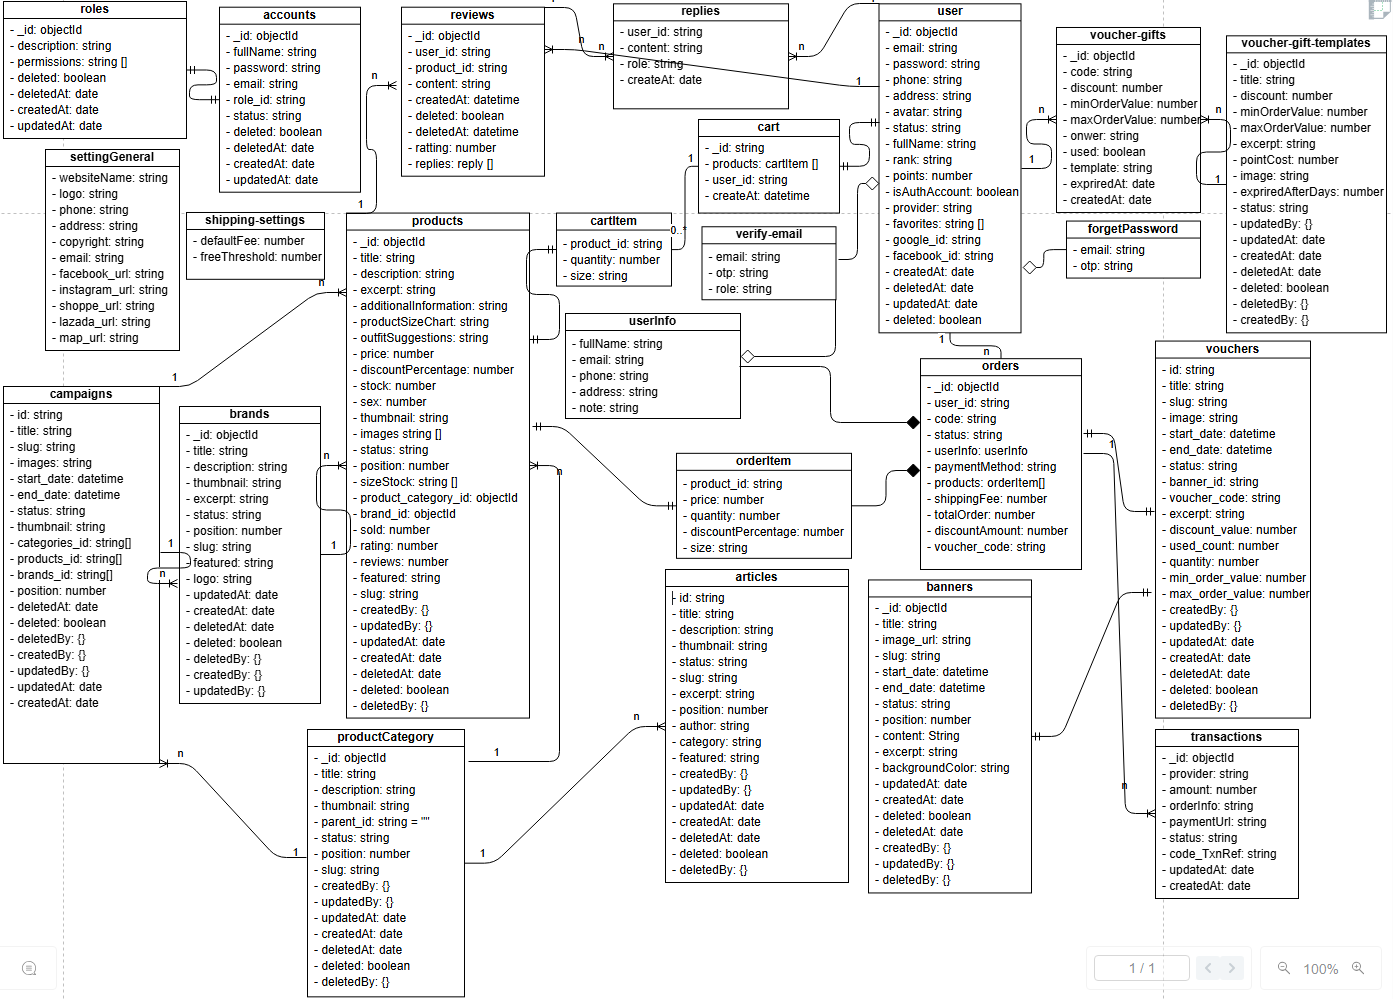 roles
- _id: objectId
- description: string
- permissions: string []
- deleted: boolean
- deletedAt: date
- createdAt: date
- updatedAt: date
accounts
- _id: objectId
- fullName: string
- password: string
- email: string
- role_id: string
- status: string
- deleted: boolean
- deletedAt: date
- createdAt: date
- updatedAt: date
reviews
- _id: objectId
- user_id: string
- product_id: string
- content: string
- createdAt: datetime
- deleted: boolean
- deletedAt: datetime
- ratting: number
- replies: reply []
n
n
n
n
1
replies
- user_id: string
- content: string
- role: string
- createAt: date
user
- _id: objectId
- email: string
- password: string
- phone: string
- address: string
- avatar: string
- status: string
- fullName: string
- rank: string
- points: number
- isAuthAccount: boolean
- provider: string
- favorites: string []
- google_id: string
- facebook_id: string
- createdAt: date
- deletedAt: date
- updatedAt: date
- deleted: boolean
voucher-gifts
- _id: objectId
- code: string
- discount: number
- minOrderValue: number
- maxOrderValue: number
- onwer: string
- used: boolean
- template: string
- expriredAt: date
- createdAt: date
n
1
n
1
voucher-gift-templates
- _id: objectId
- title: string
- discount: number
- minOrderValue: number
- maxOrderValue: number
- excerpt: string
- pointCost: number
- image: string
- expriredAfterDays: number
- status: string
- updatedBy: {}
- updatedAt: date
- createdAt: date
- deletedAt: date
- deleted: boolean
- deletedBy: {}
- createdBy: {}
settingGeneral
- websiteName: string
- logo: string
- phone: string
- address: string
- copyright: string
- email: string
- facebook_url: string
- instagram_url: string
- shoppe_url: string
- lazada_url: string
- map_url: string
shipping-settings
- defaultFee: number
- freeThreshold: number
1
n
1
products
- _id: objectId
- title: string
- description: string
- excerpt: string
- additionalInformation: string
- productSizeChart: string
- outfitSuggestions: string
- price: number
- discountPercentage: number
- stock: number
- sex: number
- thumbnail: string
- images string []
- status: string
- position: number
- sizeStock: string []
- product_category_id: objectId
- brand_id: objectId
- sold: number
- rating: number
- reviews: number
- featured: string
- slug: string
- createdBy: {}
- updatedBy: {}
- updatedAt: date
- createdAt: date
- deletedAt: date
- deleted: boolean
- deletedBy: {}
cart
- _id: string
- products: cartItem []
- user_id: string
- createAt: datetime
1
0..*
cartItem
- product_id: string
- quantity: number
- size: string
verify-email
- email: string
- otp: string
- role: string
forgetPassword
- email: string
- otp: string
userInfo
- fullName: string
- email: string
- phone: string
- address: string
- note: string
1
n
orders
- _id: objectId
- user_id: string
- code: string
- status: string
- userInfo: userInfo
- paymentMethod: string
- products: orderItem[]
- shippingFee: number
- totalOrder: number
- discountAmount: number
- voucher_code: string
1
n
vouchers
- id: string
- title: string
- slug: string
- image: string
- start_date: datetime
- end_date: datetime
- status: string
- banner_id: string
- voucher_code: string
- excerpt: string
- discount_value: number
- used_count: number
- quantity: number
- min_order_value: number
- max_order_value: number
- createdBy: {}
- updatedBy: {}
- updatedAt: date
- createdAt: date
- deletedAt: date
- deleted: boolean
- deletedBy: {}
campaigns
- id: string
- title: string
- slug: string
- images: string
- start_date: datetime
- end_date: datetime
- status: string
- thumbnail: string
- categories_id: string[]
- products_id: string[]
- brands_id: string[]
- position: number
- deletedAt: date
- deleted: boolean
- deletedBy: {}
- createdBy: {}
- updatedBy: {}
- updatedAt: date
- createdAt: date
1
n
brands
- _id: objectId
- title: string
- description: string
- thumbnail: string
- excerpt: string
- status: string
- position: number
- slug: string
- featured: string
- logo: string
- updatedAt: date
- createdAt: date
- deletedAt: date
- deleted: boolean
- deletedBy: {}
- createdBy: {}
- updatedBy: {}
n
1
n
orderItem
- product_id: string
- price: number
- quantity: number
- discountPercentage: number
- size: string
articles
- id: string
- title: string
- description: string
- thumbnail: string
- status: string
- slug: string
- excerpt: string
- position: number
- author: string
- category: string
- featured: string
- createdBy: {}
- updatedBy: {}
- updatedAt: date
- createdAt: date
- deletedAt: date
- deleted: boolean
- deletedBy: {}
banners
- _id: objectId
- title: string
- image_url: string
- slug: string
- start_date: datetime
- end_date: datetime
- status: string
- position: number
- content: String
- excerpt: string
- backgroundColor: string
- updatedAt: date
- createdAt: date
- deleted: boolean
- deletedAt: date
- createdBy: {}
- updatedBy: {}
- deletedBy: {}
n
1
1
n
1
productCategory
- _id: objectId
- title: string
- description: string
- thumbnail: string
- parent_id: string = ""
- status: string
- position: number
- slug: string
- createdBy: {}
- updatedBy: {}
- updatedAt: date
- createdAt: date
- deletedAt: date
- deleted: boolean
- deletedBy: {}
transactions
- _id: objectId
- provider: string
- amount: number
- orderInfo: string
- paymentUrl: string
- status: string
- code_TxnRef: string
- updatedAt: date
- createdAt: date
1 / 1
100%